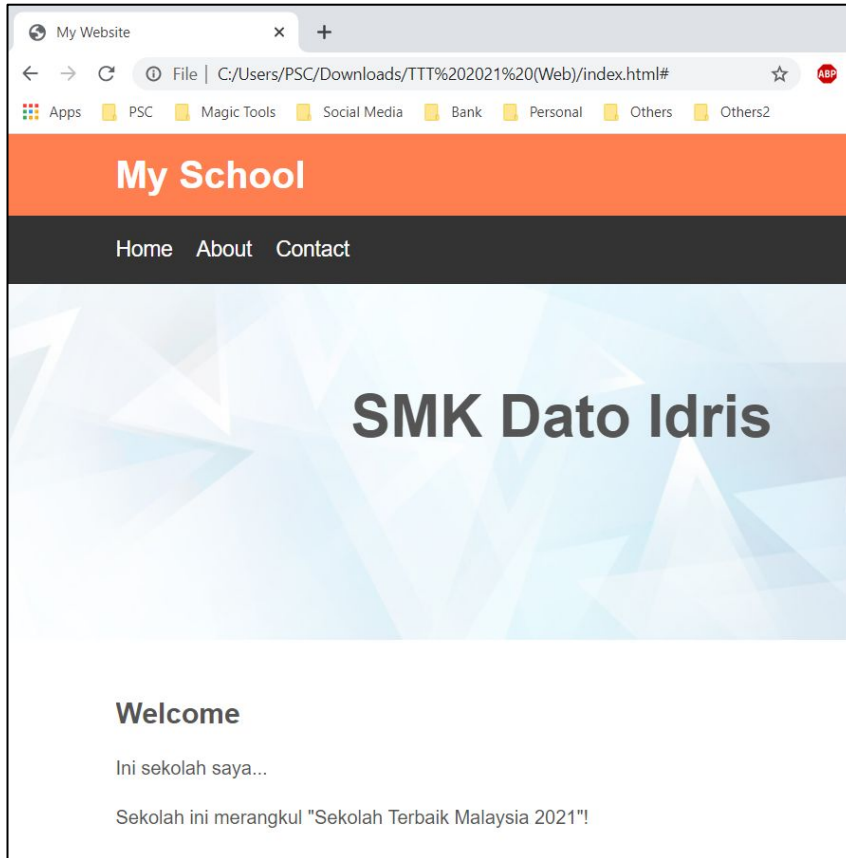 My Website
File | C:/Users/PSC/Downloads/TTT%202021%20(Web)/index.html#
ABP
Apps PSC Magic Tools Social Media Bank Personal Others Others2
My School
Home About Contact
SMK Dato Idris
Welcome
Ini sekolah saya...
Sekolah ini merangkul "Sekolah Terbaik Malaysia 2021"!